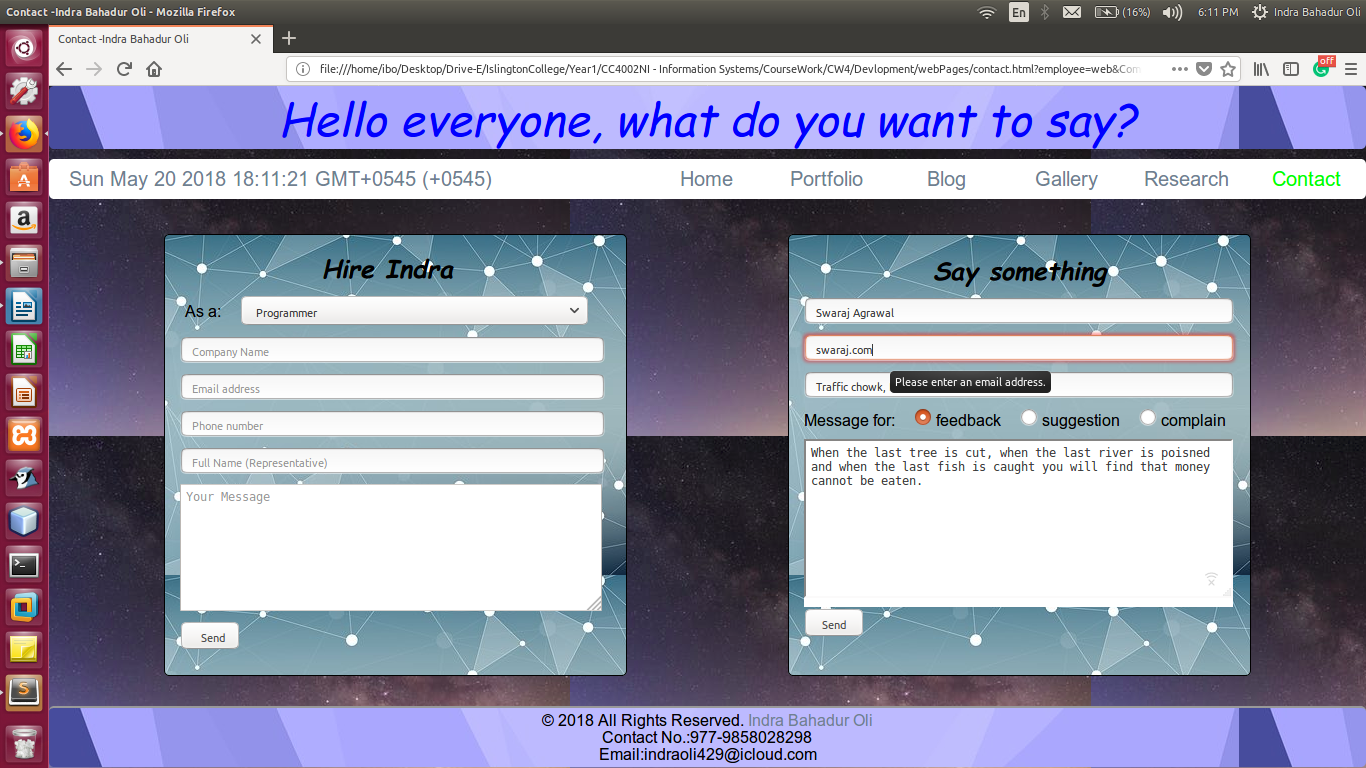 Contact -Indra Bahadur Oli - Mozilla Firefox
En
(16%)
6:11 PM
Indra Bahadur Oli
Contact -Indra Bahadur Oli
file:///home/ibo/Desktop/Drive-E/IslingtonCollege/Year1/CC4002NI - Information Systems/CourseWork/CW4/Devlopment/webPages/contact.html?employee=web&Com
off
Hello everyone, what do you want to say?
Sun May 20 2018 18:11:21 GMT+0545 (+0545)
Home
Portfolio
Blog
Gallery
Research
Contact
Hire Indra
As a:
Programmer
Company Name
Email address
Phone number
Full Name (Representative)
Your Message
Send
Say something
Swaraj Agrawal
swaraj.com
Traffic chowk,
Please enter an email address.
Message for:
feedback
suggestion
complain
When the last tree is cut, when the last river is poisned
and when the last fish is caught you will find that money
cannot be eaten.
Send
© 2018 All Rights Reserved. Indra Bahadur Oli
Contact No.:977-9858028298
Email:indraoli429@icloud.com